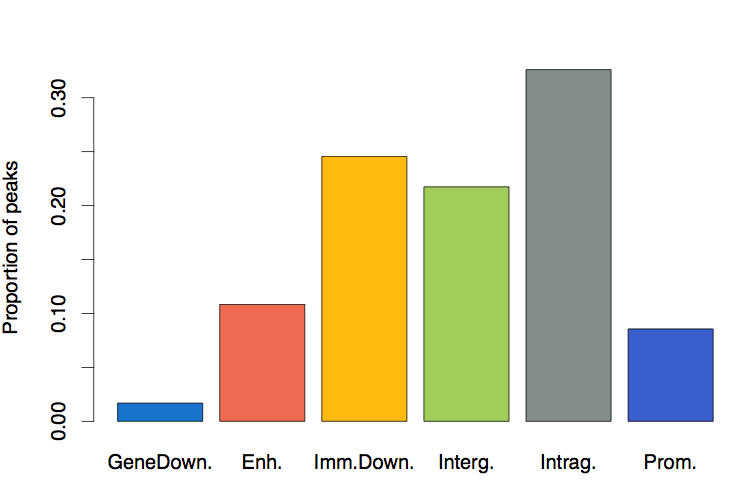 Proportion of peaks
0.30
0.20
0.10
0.00
GeneDown. Enh. Imm.Down. Interg. Intrag. Prom.